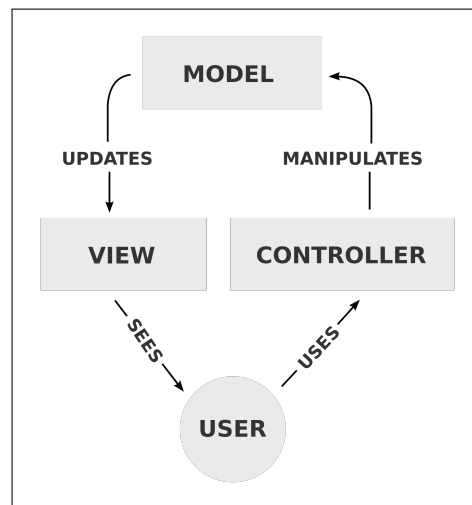 MODEL
UPDATES
MANIPULATES
VIEW
CONTROLLER
SEES
USES
USER